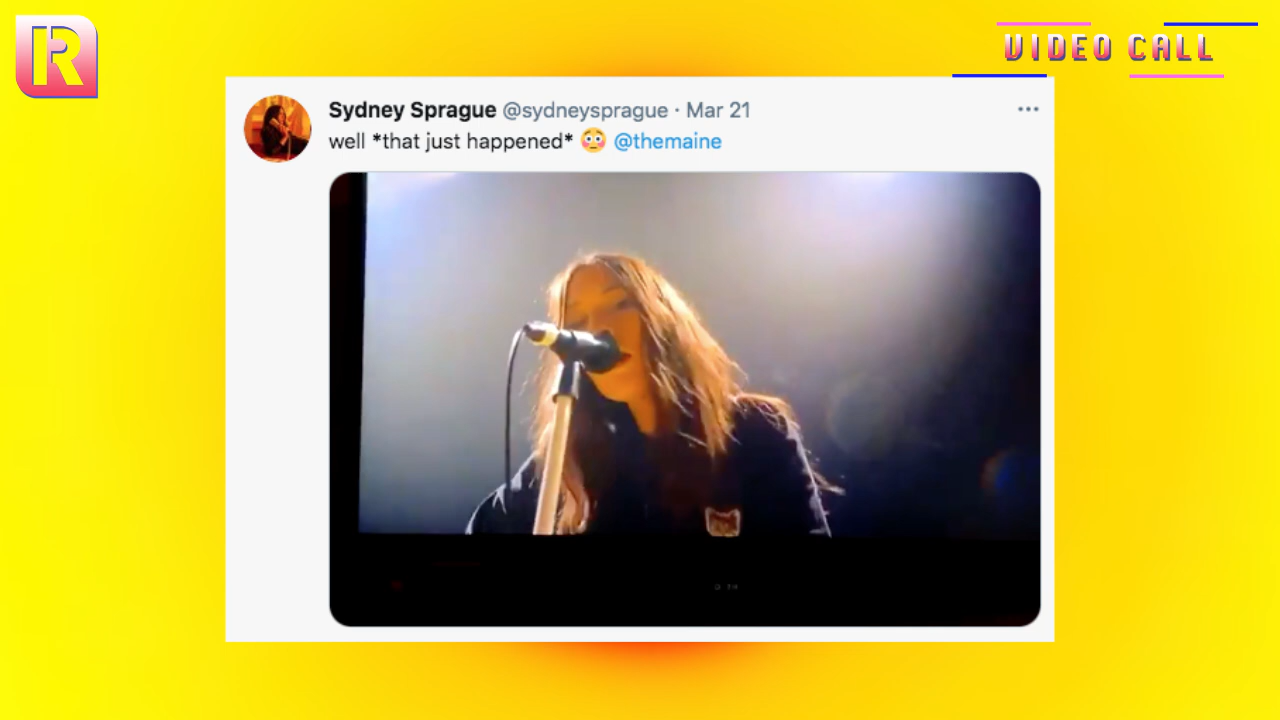 R
VIDEO CALL
Sydney Sprague @sydneysprague · Mar 21
well *that just happened* 😳 @themaine